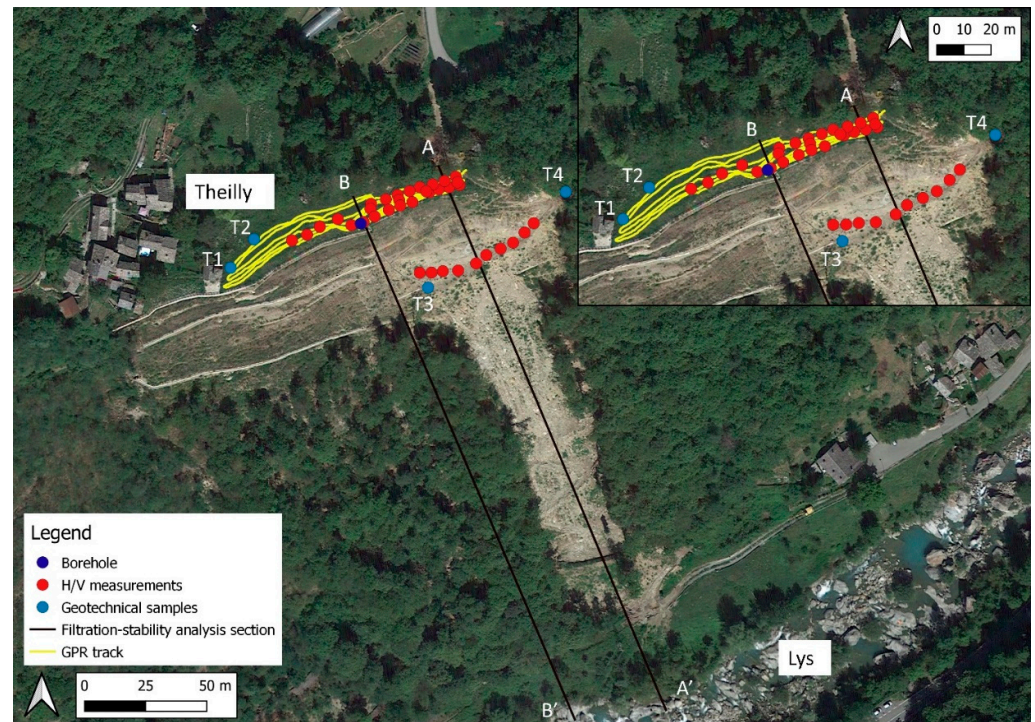 0 10 20 m
A
B
T4
T2
T1
T3
A
B
T4
Theilly
T2
T1
T3
Legend
Borehole
H/V measurements
Geotechnical samples
Filtration-stability analysis section
GPR track
Lys
0 25 50 m
B'
A'